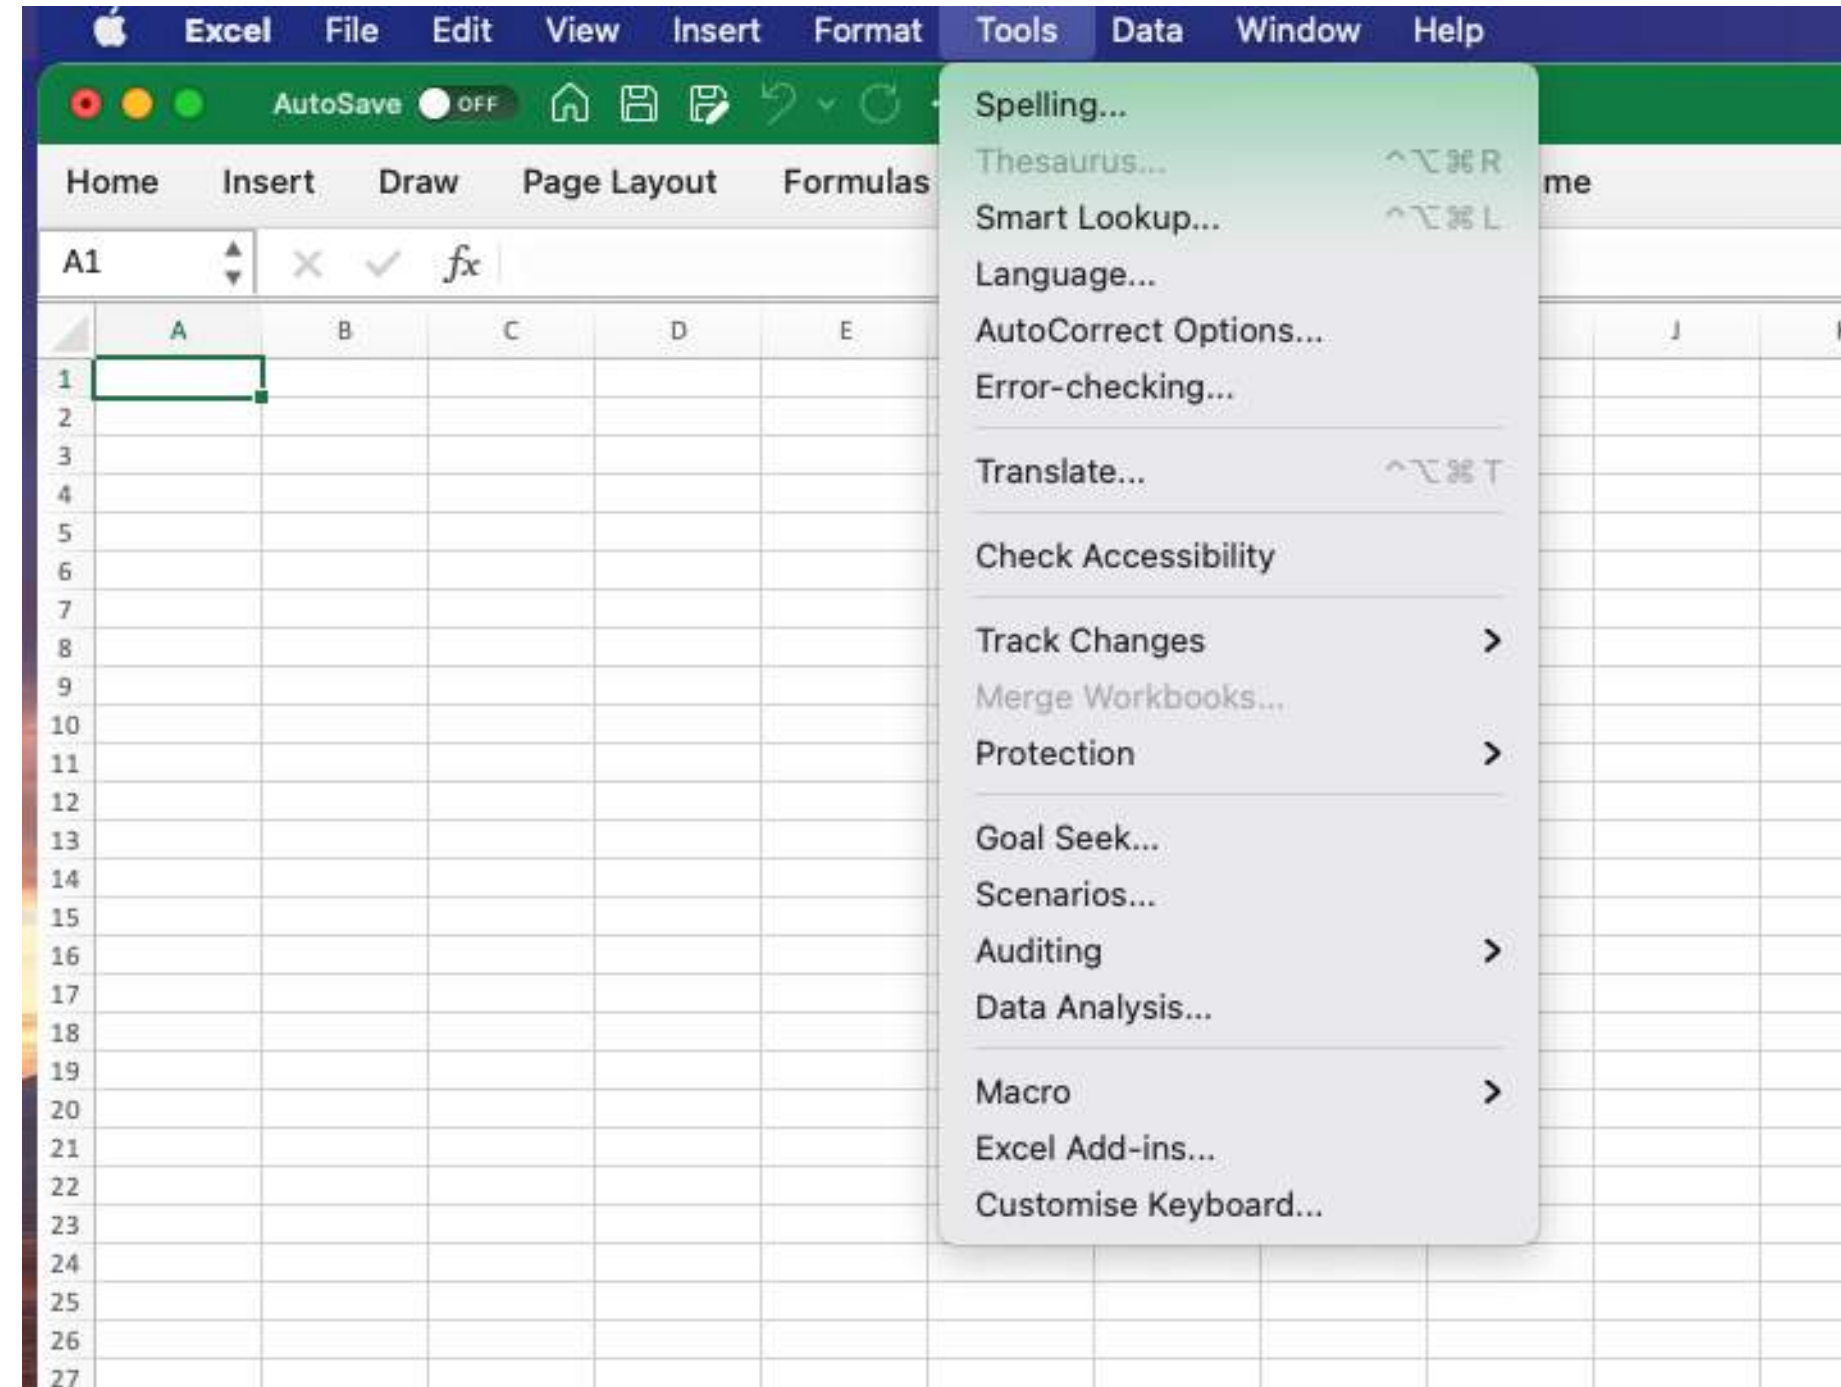 Excel File Edit View Insert Format Tools Data Window Help
AutoSave OFF
Home Insert Draw Page Layout Formulas me
A1 fx
A B C D E J
Spelling...
Thesaurus... ^⌥⌘R
Smart Lookup... ^⌥⌘L
Language...
AutoCorrect Options...
Error-checking...
Translate... ^⌥⌘T
Check Accessibility
Track Changes >
Merge Workbooks...
Protection >
Goal Seek...
Scenarios...
Auditing >
Data Analysis...
Macro >
Excel Add-ins...
Customise Keyboard...
1
2
3
4
5
6
7
8
9
10
11
12
13
14
15
16
17
18
19
20
21
22
23
24
25
26
27